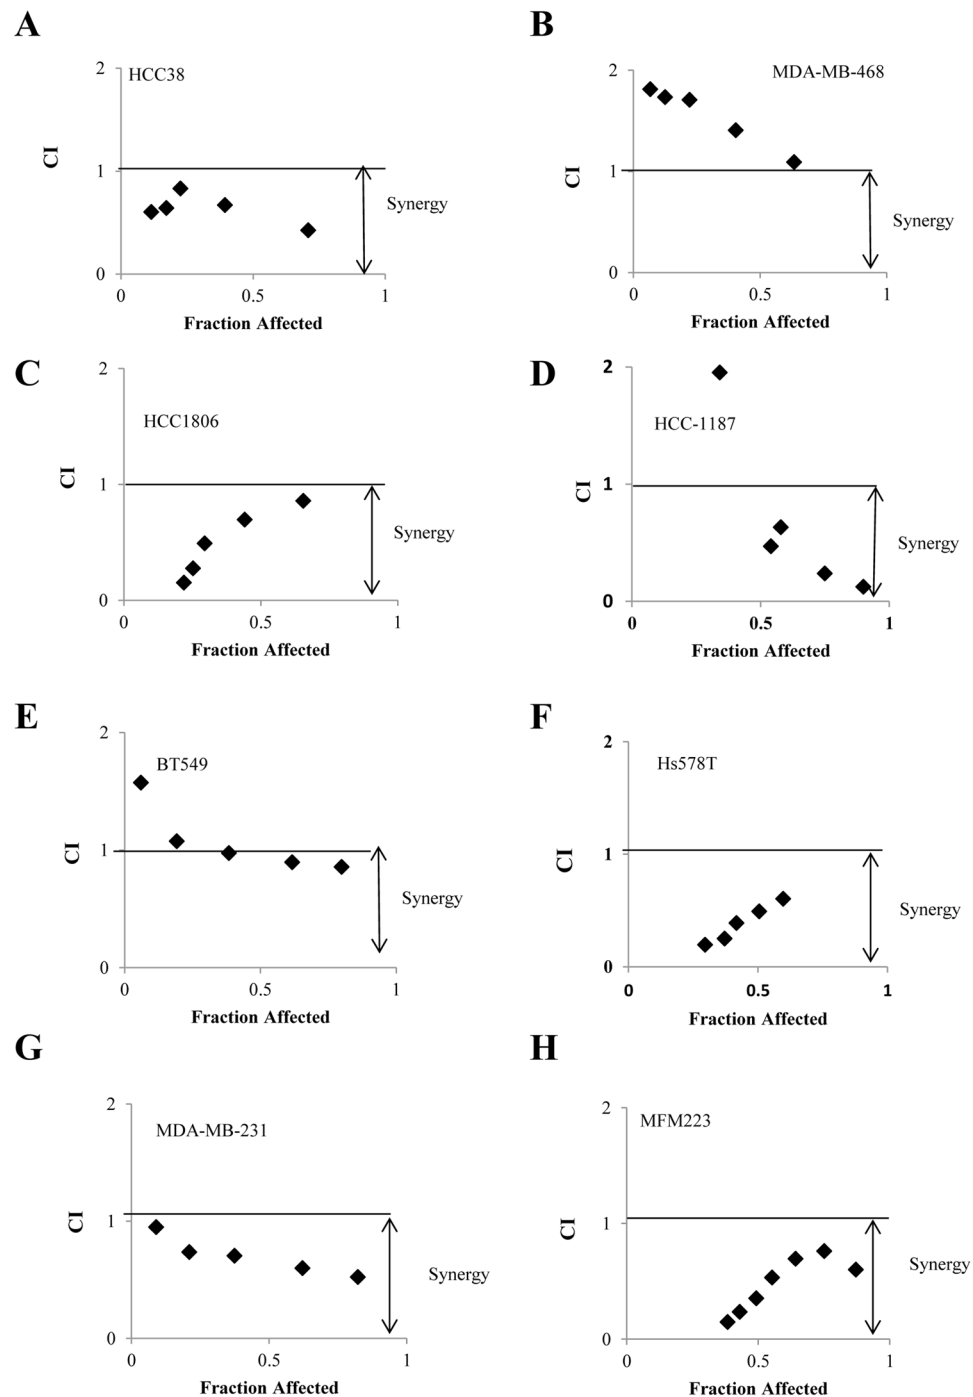 A
HCC38
2
1
0
CI
Synergy
0
0.5
1
Fraction Affected
B
MDA-MB-468
2
1
0
CI
Synergy
0
0.5
1
Fraction Affected
C
HCC1806
2
1
0
CI
Synergy
0
0.5
1
Fraction Affected
D
HCC-1187
2
1
0
CI
Synergy
0
0.5
1
Fraction Affected
E
BT549
2
1
0
CI
Synergy
0
0.5
1
Fraction Affected
F
Hs578T
2
1
0
CI
Synergy
0
0.5
1
Fraction Affected
G
MDA-MB-231
2
1
0
CI
Synergy
0
0.5
1
Fraction Affected
H
MFM223
2
1
0
CI
Synergy
0
0.5
1
Fraction Affected